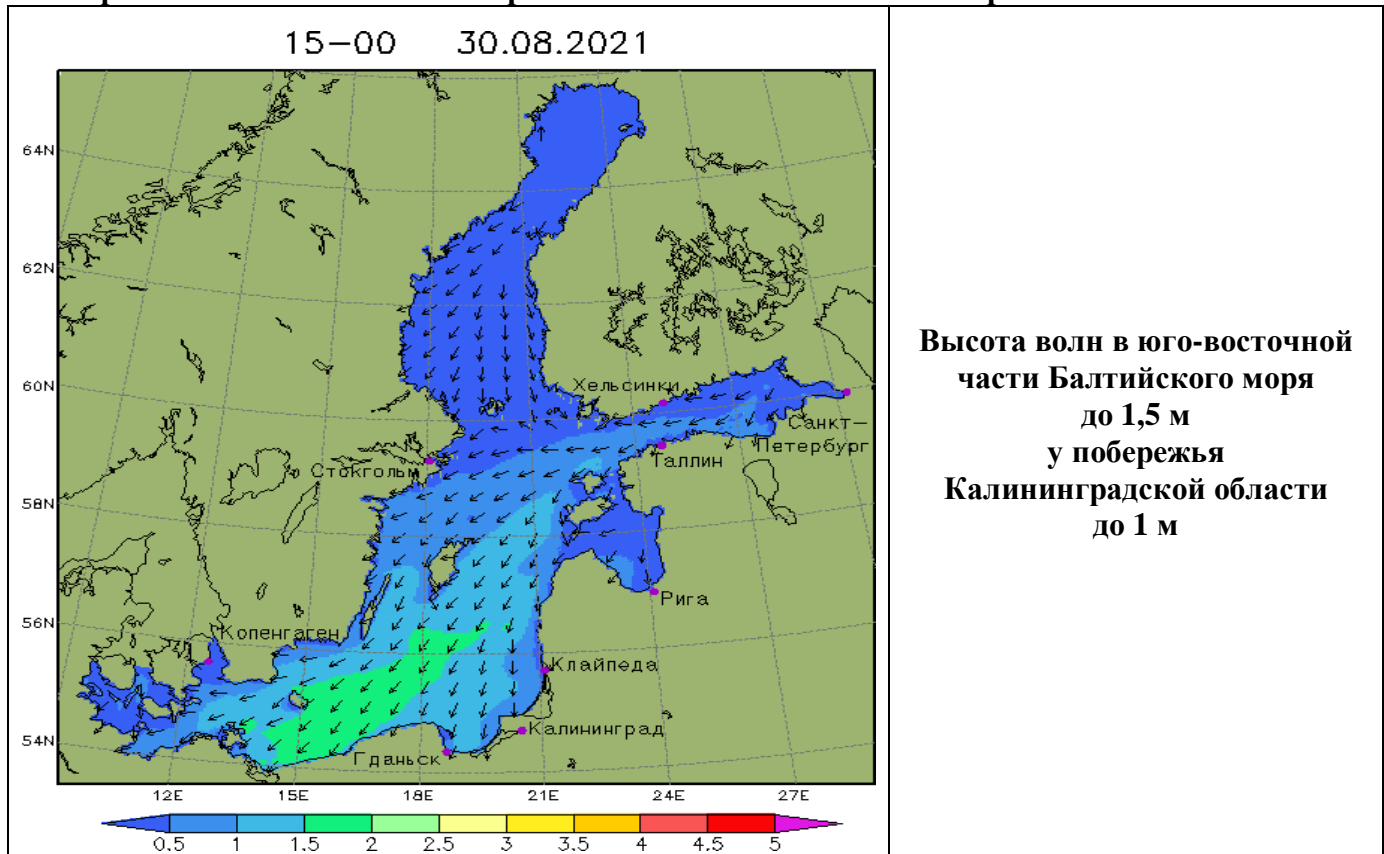 15-00 30.08.2021
64N
62N
60N
58N
56N
54N
Хельсинки
Санкт-
Петербург
Таллин
Стокгольм
Рига
Копенгаген
Клайпеда
Калининград
Гданьск
12E 15E 18E 21E 24E 27E
0,5 1 1,5 2 2,5 3 3,5 4 4,5 5
Высота волн в юго-восточной
части Балтийского моря
до 1,5 м
у побережья
Калининградской области
до 1 м